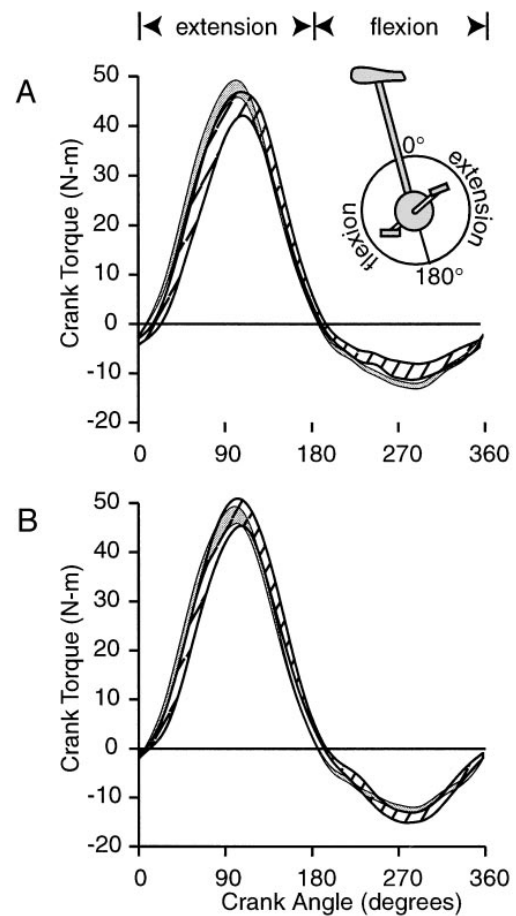 extension flexion
A
50
40
30
20
10
0
-10
-20
Crank Torque (N-m)
0 90 180 270 360
0°
extension
flexion
180°
B
50
40
30
20
10
0
-10
-20
Crank Torque (N-m)
0 90 180 270 360
Crank Angle (degrees)